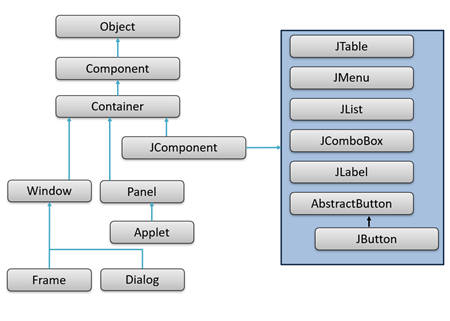 Object
Component
Container
JComponent
Window
Panel
Applet
Frame
Dialog
JTable
JMenu
JList
JComboBox
JLabel
AbstractButton
JButton